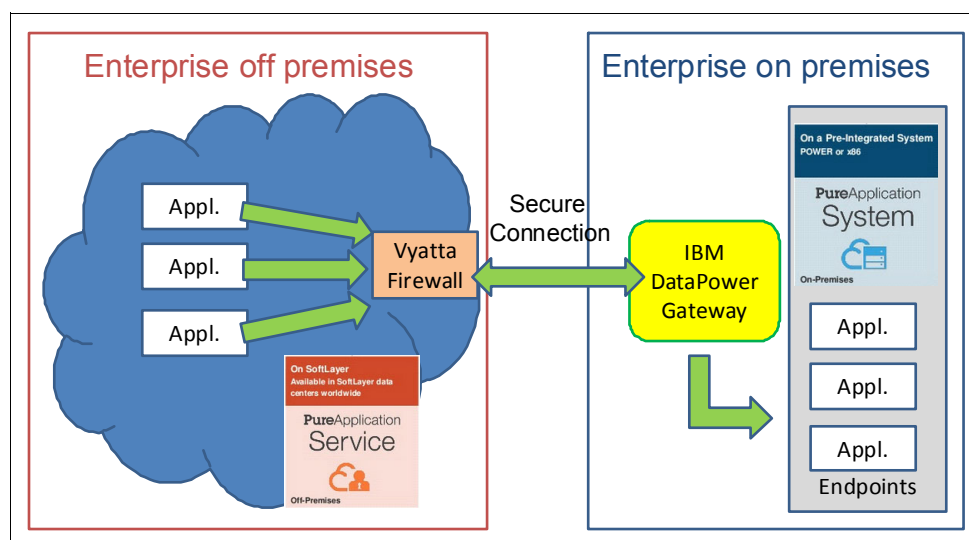 Enterprise off premises
Appl.
Appl.
Appl.
Vyatta
Firewall
On SoftLayer
Available in SoftLayer data
centers worldwide
PureApplication
Service
Off-Premises
Secure
Connection
Enterprise on premises
IBM
DataPower
Gateway
On a Pre-Integrated System
POWER or x86
PureApplication
System
On-Premises
Appl.
Appl.
Appl.
Endpoints